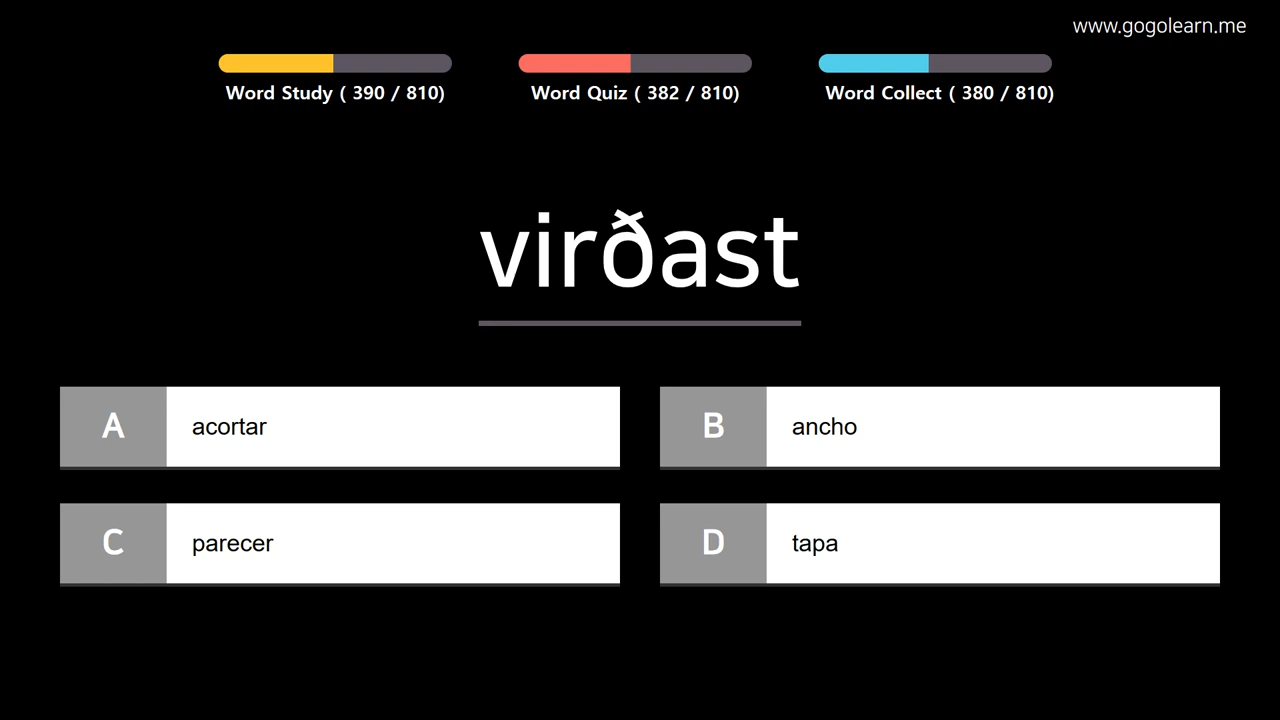 www.gogolearn.me
Word Study ( 390 / 810)
Word Quiz ( 382 / 810)
Word Collect ( 380 / 810)
virðast
A acortar
B ancho
C parecer
D tapa